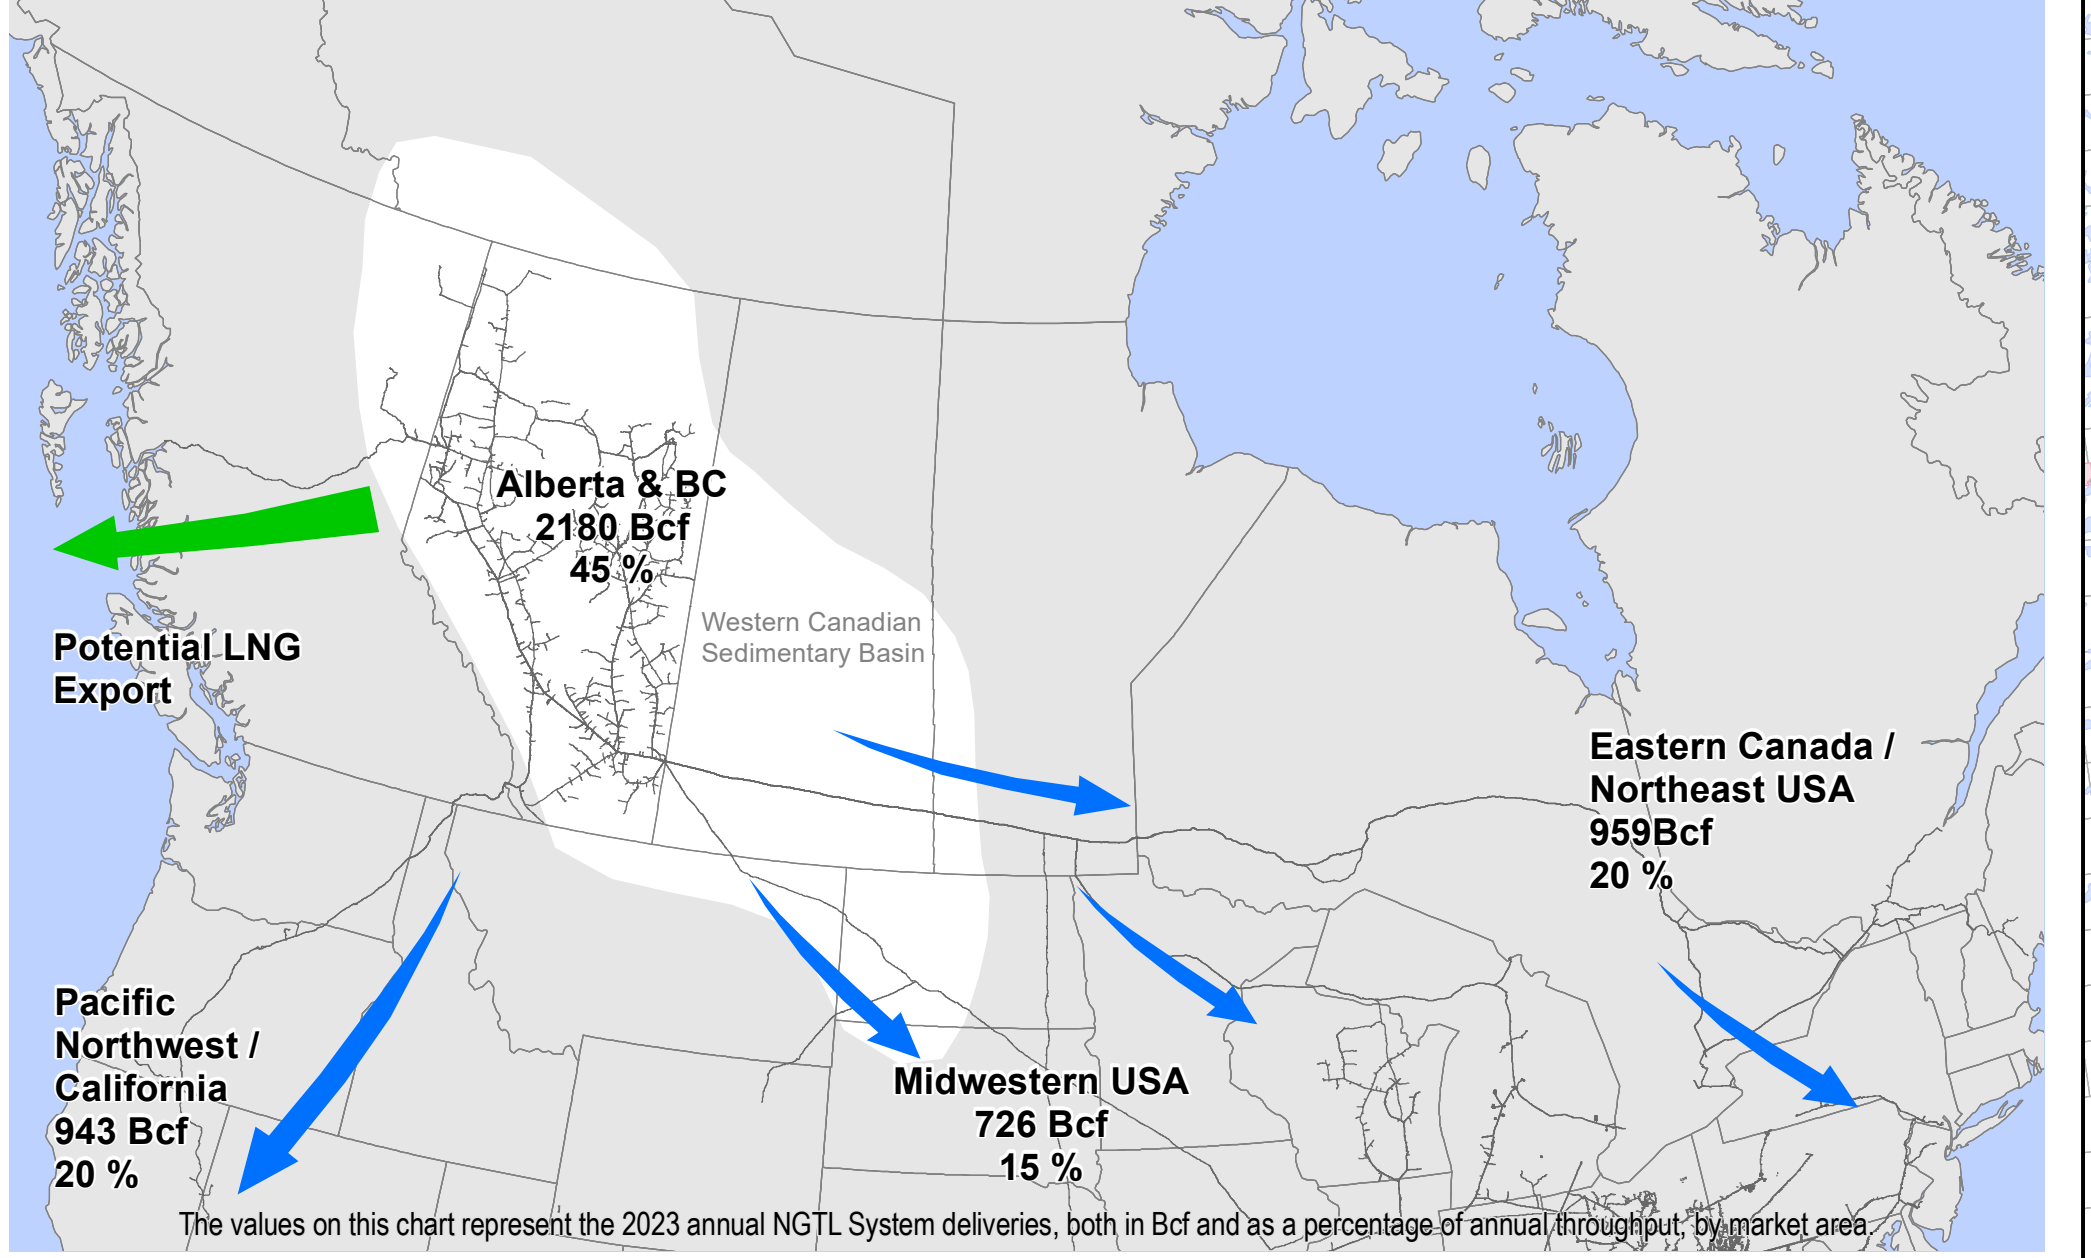 Alberta & BC
2180 Bcf
45 %
Western Canadian
Sedimentary Basin
Potential LNG
Export
Eastern Canada /
Northeast USA
959Bcf
20 %
Pacific
Northwest /
California
943 Bcf
20 %
Midwestern USA
726 Bcf
15 %
The values on this chart represent the 2023 annual NGTL System deliveries, both in Bcf and as a percentage of annual throughput, by market area.